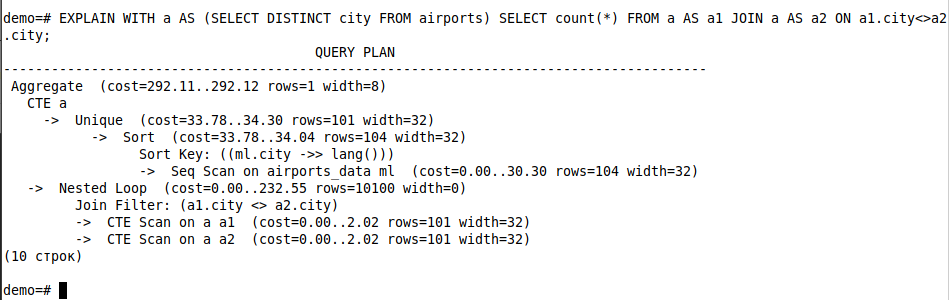 demo=# EXPLAIN WITH a AS (SELECT DISTINCT city FROM airports) SELECT count(*) FROM a AS a1 JOIN a AS a2 ON a1.city<>a2
.city;
                                       QUERY PLAN
----------------------------------------------------------------------------------------
 Aggregate  (cost=292.11..292.12 rows=1 width=8)
   CTE a
     ->  Unique  (cost=33.78..34.30 rows=101 width=32)
           ->  Sort  (cost=33.78..34.04 rows=104 width=32)
                 Sort Key: ((ml.city ->> lang()))
                 ->  Seq Scan on airports_data ml  (cost=0.00..30.30 rows=104 width=32)
   ->  Nested Loop  (cost=0.00..232.55 rows=10100 width=0)
         Join Filter: (a1.city <> a2.city)
         ->  CTE Scan on a a1  (cost=0.00..2.02 rows=101 width=32)
         ->  CTE Scan on a a2  (cost=0.00..2.02 rows=101 width=32)
(10 строк)
demo=#